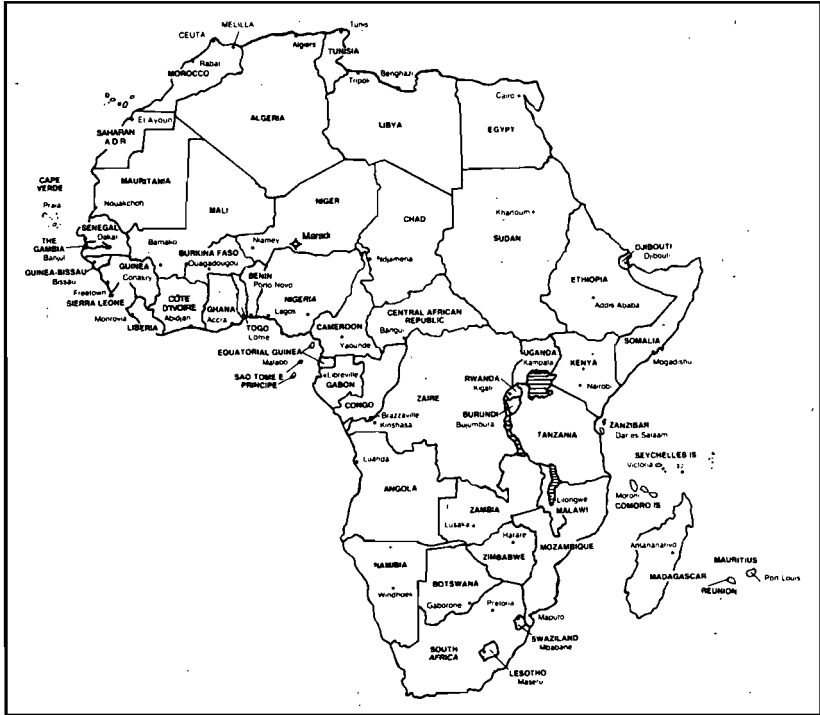 MELILLA
Tunis
CEUTA
Algiers
TUNISIA
Rabat
MOROCCO
Tripoli
Benghazi
Cairo
El Ayoun
SAHARAN
A D R
ALGERIA
LIBYA
EGYPT
CAPE
VERDE
Praia
MAURITANIA
Nouakchott
MALI
NIGER
CHAD
Khartoum
SUDAN
SENEGAL
Dakar
THE
GAMBIA
Banjul
Bamako
Niamey
Maradi
Ndjamena
DJIBOUTI
Djibouti
BURKINA FASO
Ouagadougou
GUINEA-BISSAU
Bissau
GUINEA
Conakry
BENIN
Porto Novo
ETHIOPIA
Addis Ababa
Freetown
SIERRA LEONE
CÔTE
D'IVOIRE
Abidjan
GHANA
Accra
NIGERIA
Lagos
Monrovia
LIBERIA
TOGO
Lome
CAMEROON
Yaounde
CENTRAL AFRICAN
REPUBLIC
Bangui
SOMALIA
Mogadishu
EQUATORIAL GUINEA
Malabo
UGANDA
Kampala
KENYA
Nairobi
SAO TOME E
PRINCIPE
Libreville
GABON
CONGO
RWANDA
Kigali
ZAIRE
BURUNDI
Bujumbura
Brazzaville
Kinshasa
TANZANIA
ZANZIBAR
Dar es Salaam
Luanda
SEYCHELLES IS
Victoria
ANGOLA
Lilongwe
MALAWI
Moroni
COMORO IS
ZAMBIA
Lusaka
Harare
ZIMBABWE
MOZAMBIQUE
Antananarivo
MAURITIUS
Port Louis
MADAGASCAR
REUNION
NAMIBIA
Windhoek
BOTSWANA
Gaborone
Pretoria
Maputo
SWAZILAND
Mbabane
SOUTH
AFRICA
LESOTHO
Maseru